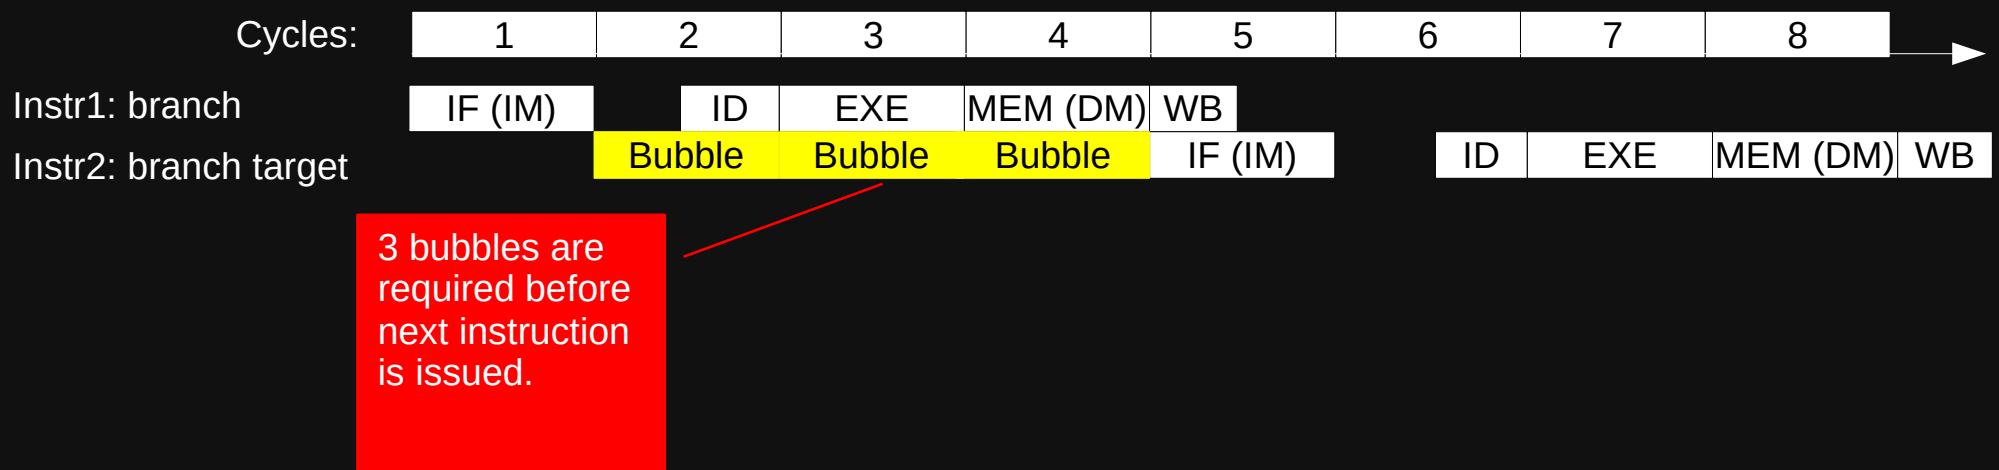 Cycles: 1 2 3 4 5 6 7 8
Instr1: branch IF (IM) ID EXE MEM (DM) WB
Instr2: branch target Bubble Bubble Bubble IF (IM) ID EXE MEM (DM) WB
3 bubbles are
required before
next instruction
is issued.